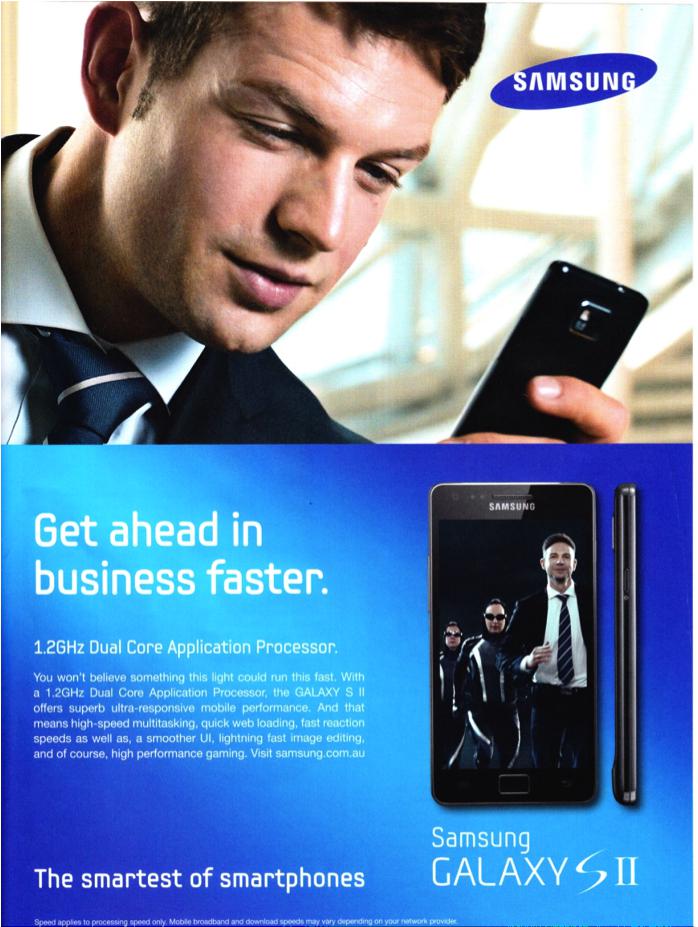 SAMSUNG
Get ahead in
business faster.
1.2GHz Dual Core Application Processor.
You won't believe something this light could run this fast. With
a 1.2GHz Dual Core Application Processor, the GALAXY S II
offers superb ultra-responsive mobile performance. And that
means high-speed multitasking, quick web loading, fast reaction
speeds as well as, a smoother UI, lightning fast image editing,
and of course, high performance gaming. Visit samsung.com.au
SAMSUNG
Samsung
GALAXY S II
The smartest of smartphones
Speed applies to processing speed only. Mobile broadband and download speeds may vary depending on your network provider.